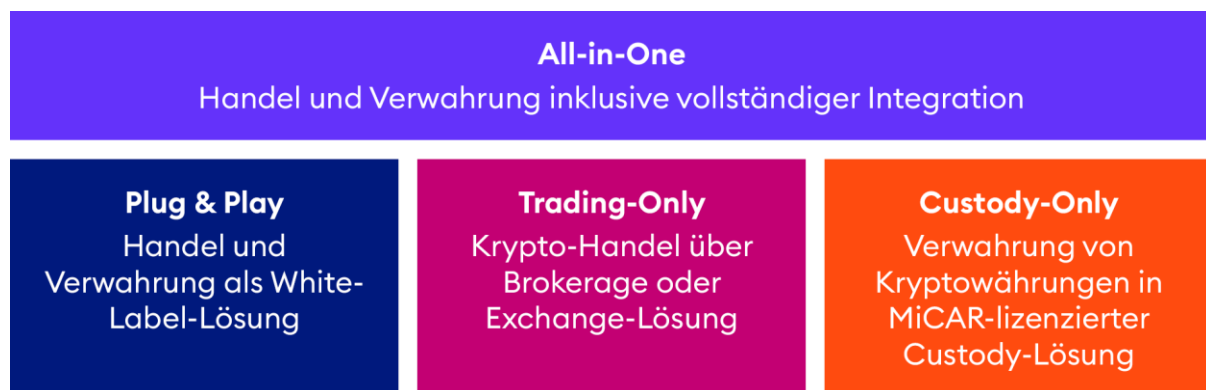 All-in-One
Handel und Verwahrung inklusive vollständiger Integration
Plug & Play
Handel und
Verwahrung als White-
Label-Lösung
Trading-Only
Krypto-Handel über
Brokerage oder
Exchange-Lösung
Custody-Only
Verwahrung von
Kryptowährungen in
MiCAR-lizenzierter
Custody-Lösung